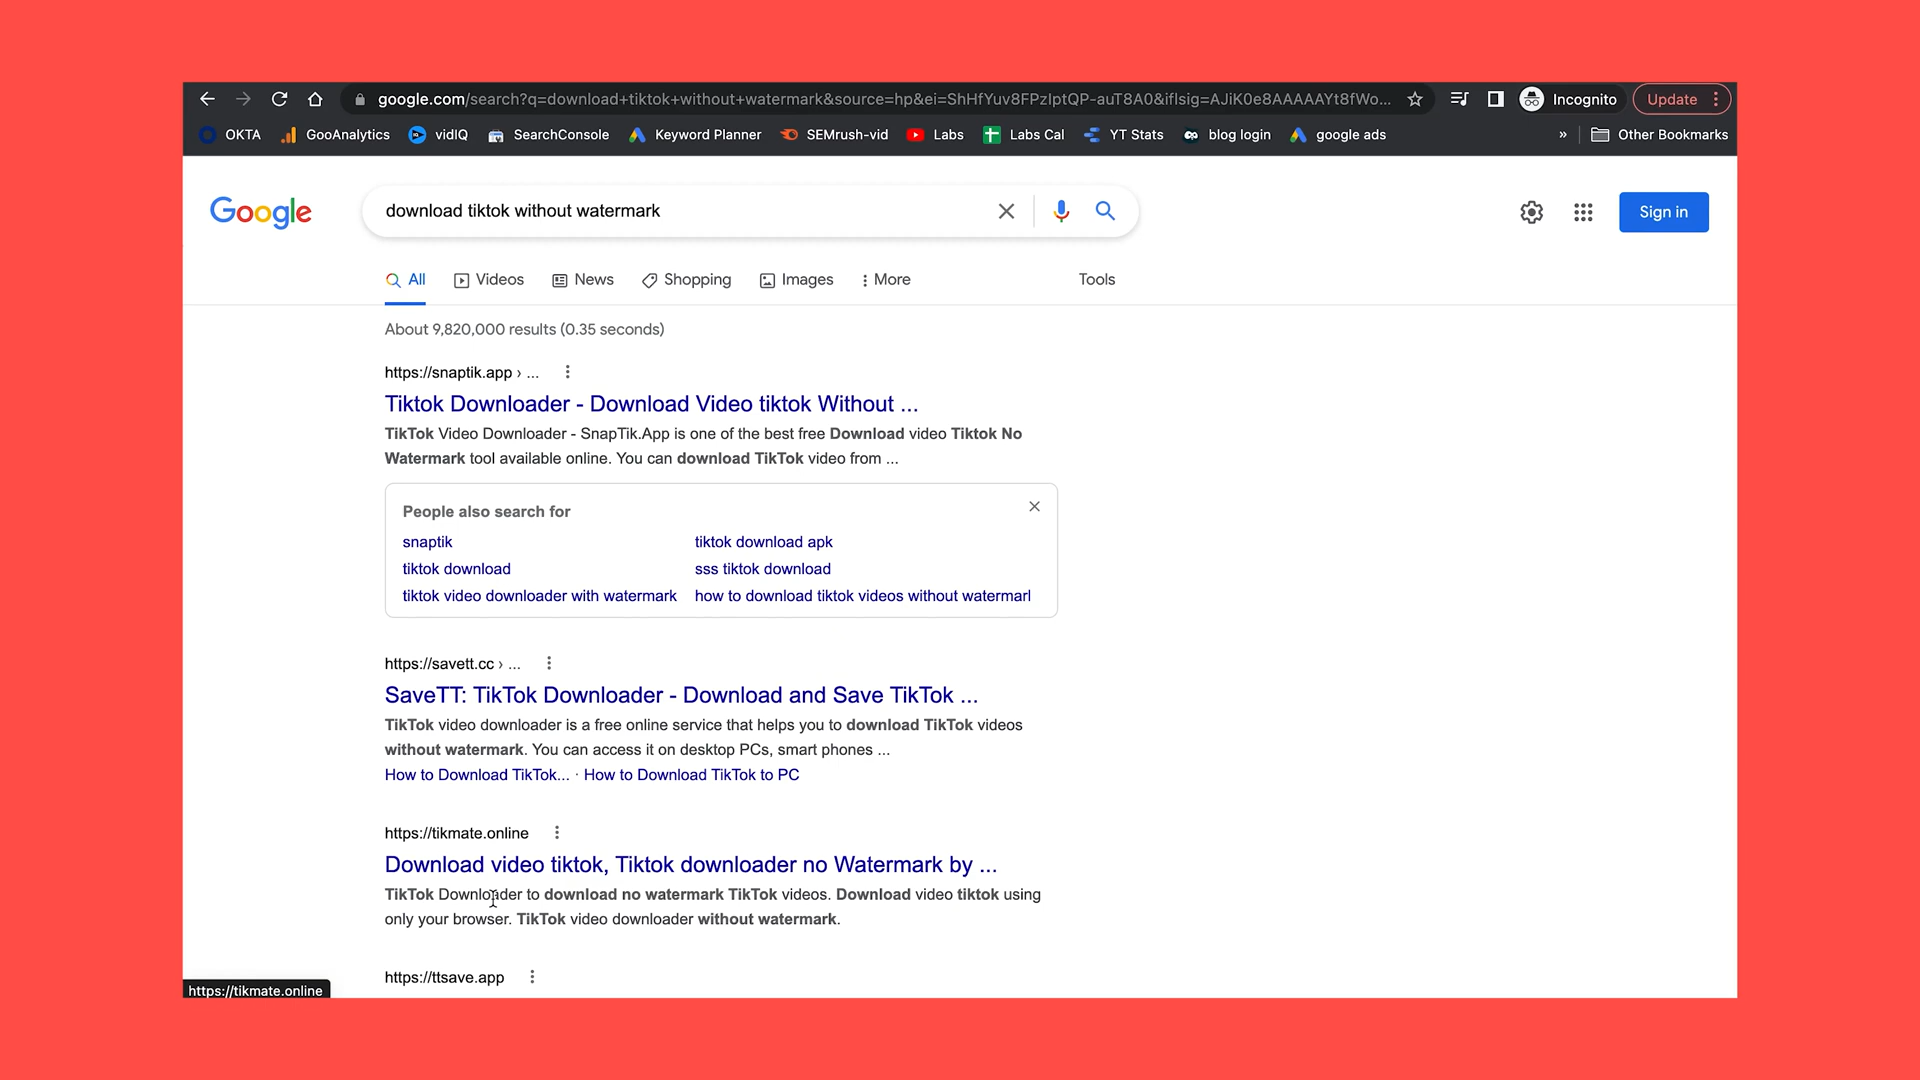 google.com/search?q=download+tiktok+without+watermark&source=hp&ei=ShHfYuv8FPzIptQP-auT8A0&iflsig=AJiK0e8AAAAAYt8fWo...
Incognito
Update
OKTA
GooAnalytics
vidIQ
SearchConsole
Keyword Planner
SEMrush-vid
Labs
Labs Cal
YT Stats
blog login
google ads
»
Other Bookmarks
Google
download tiktok without watermark
Sign in
All
Videos
News
Shopping
Images
More
Tools
About 9,820,000 results (0.35 seconds)
https://snaptik.app › ...
Tiktok Downloader - Download Video tiktok Without ...
TikTok Video Downloader - SnapTik.App is one of the best free Download video Tiktok No
Watermark tool available online. You can download TikTok video from ...
People also search for
snaptik
tiktok download apk
tiktok download
sss tiktok download
tiktok video downloader with watermark
how to download tiktok videos without watermarl
https://savett.cc › ...
SaveTT: TikTok Downloader - Download and Save TikTok ...
TikTok video downloader is a free online service that helps you to download TikTok videos
without watermark. You can access it on desktop PCs, smart phones ...
How to Download TikTok... · How to Download TikTok to PC
https://tikmate.online
Download video tiktok, Tiktok downloader no Watermark by ...
TikTok Downloader to download no watermark TikTok videos. Download video tiktok using
only your browser. TikTok video downloader without watermark.
https://ttsave.app
https://tikmate.online